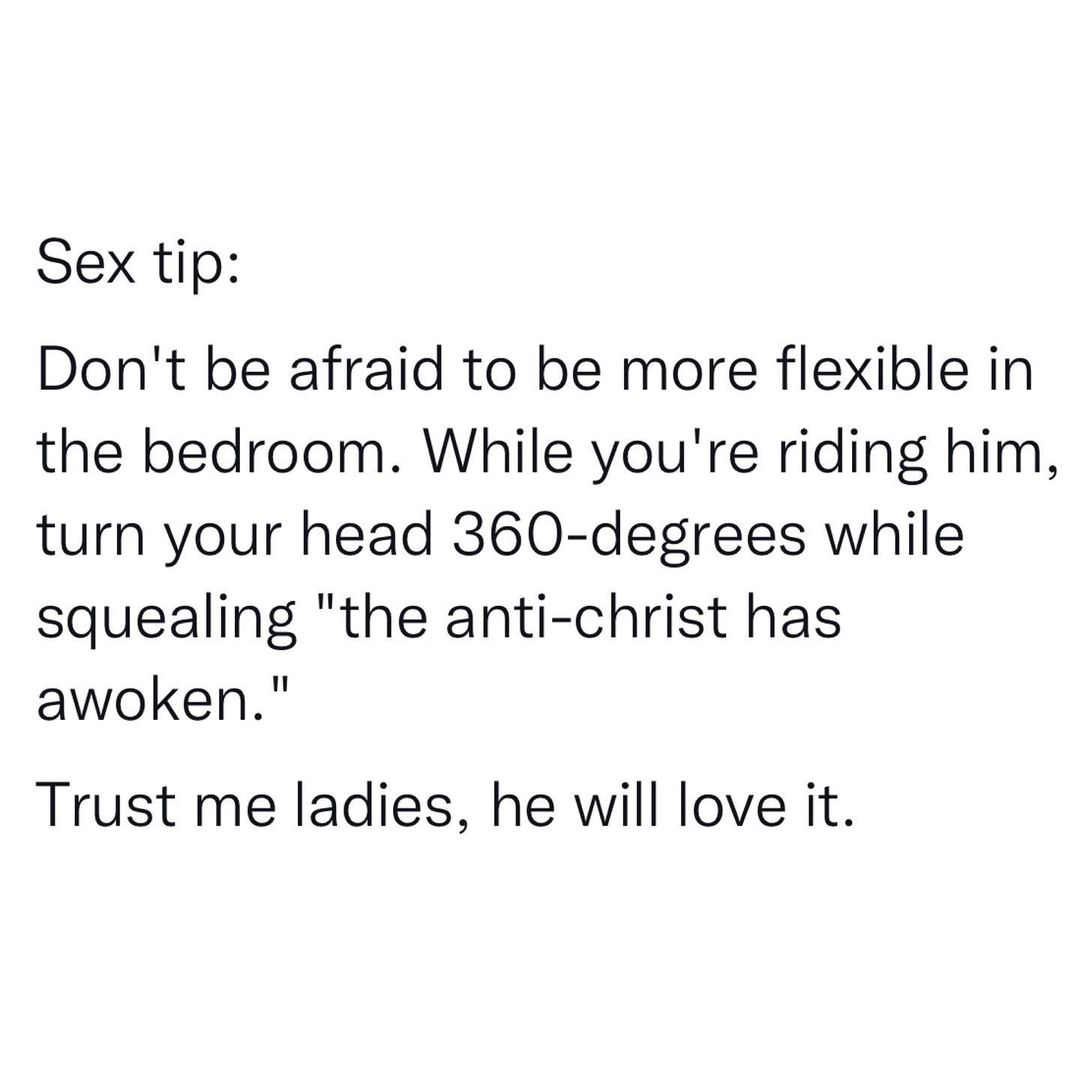 Sex tip:
Don't be afraid to be more flexible in
the bedroom. While you're riding him,
turn your head 360-degrees while
squealing "the anti-christ has
awoken."
Trust me ladies, he will love it.